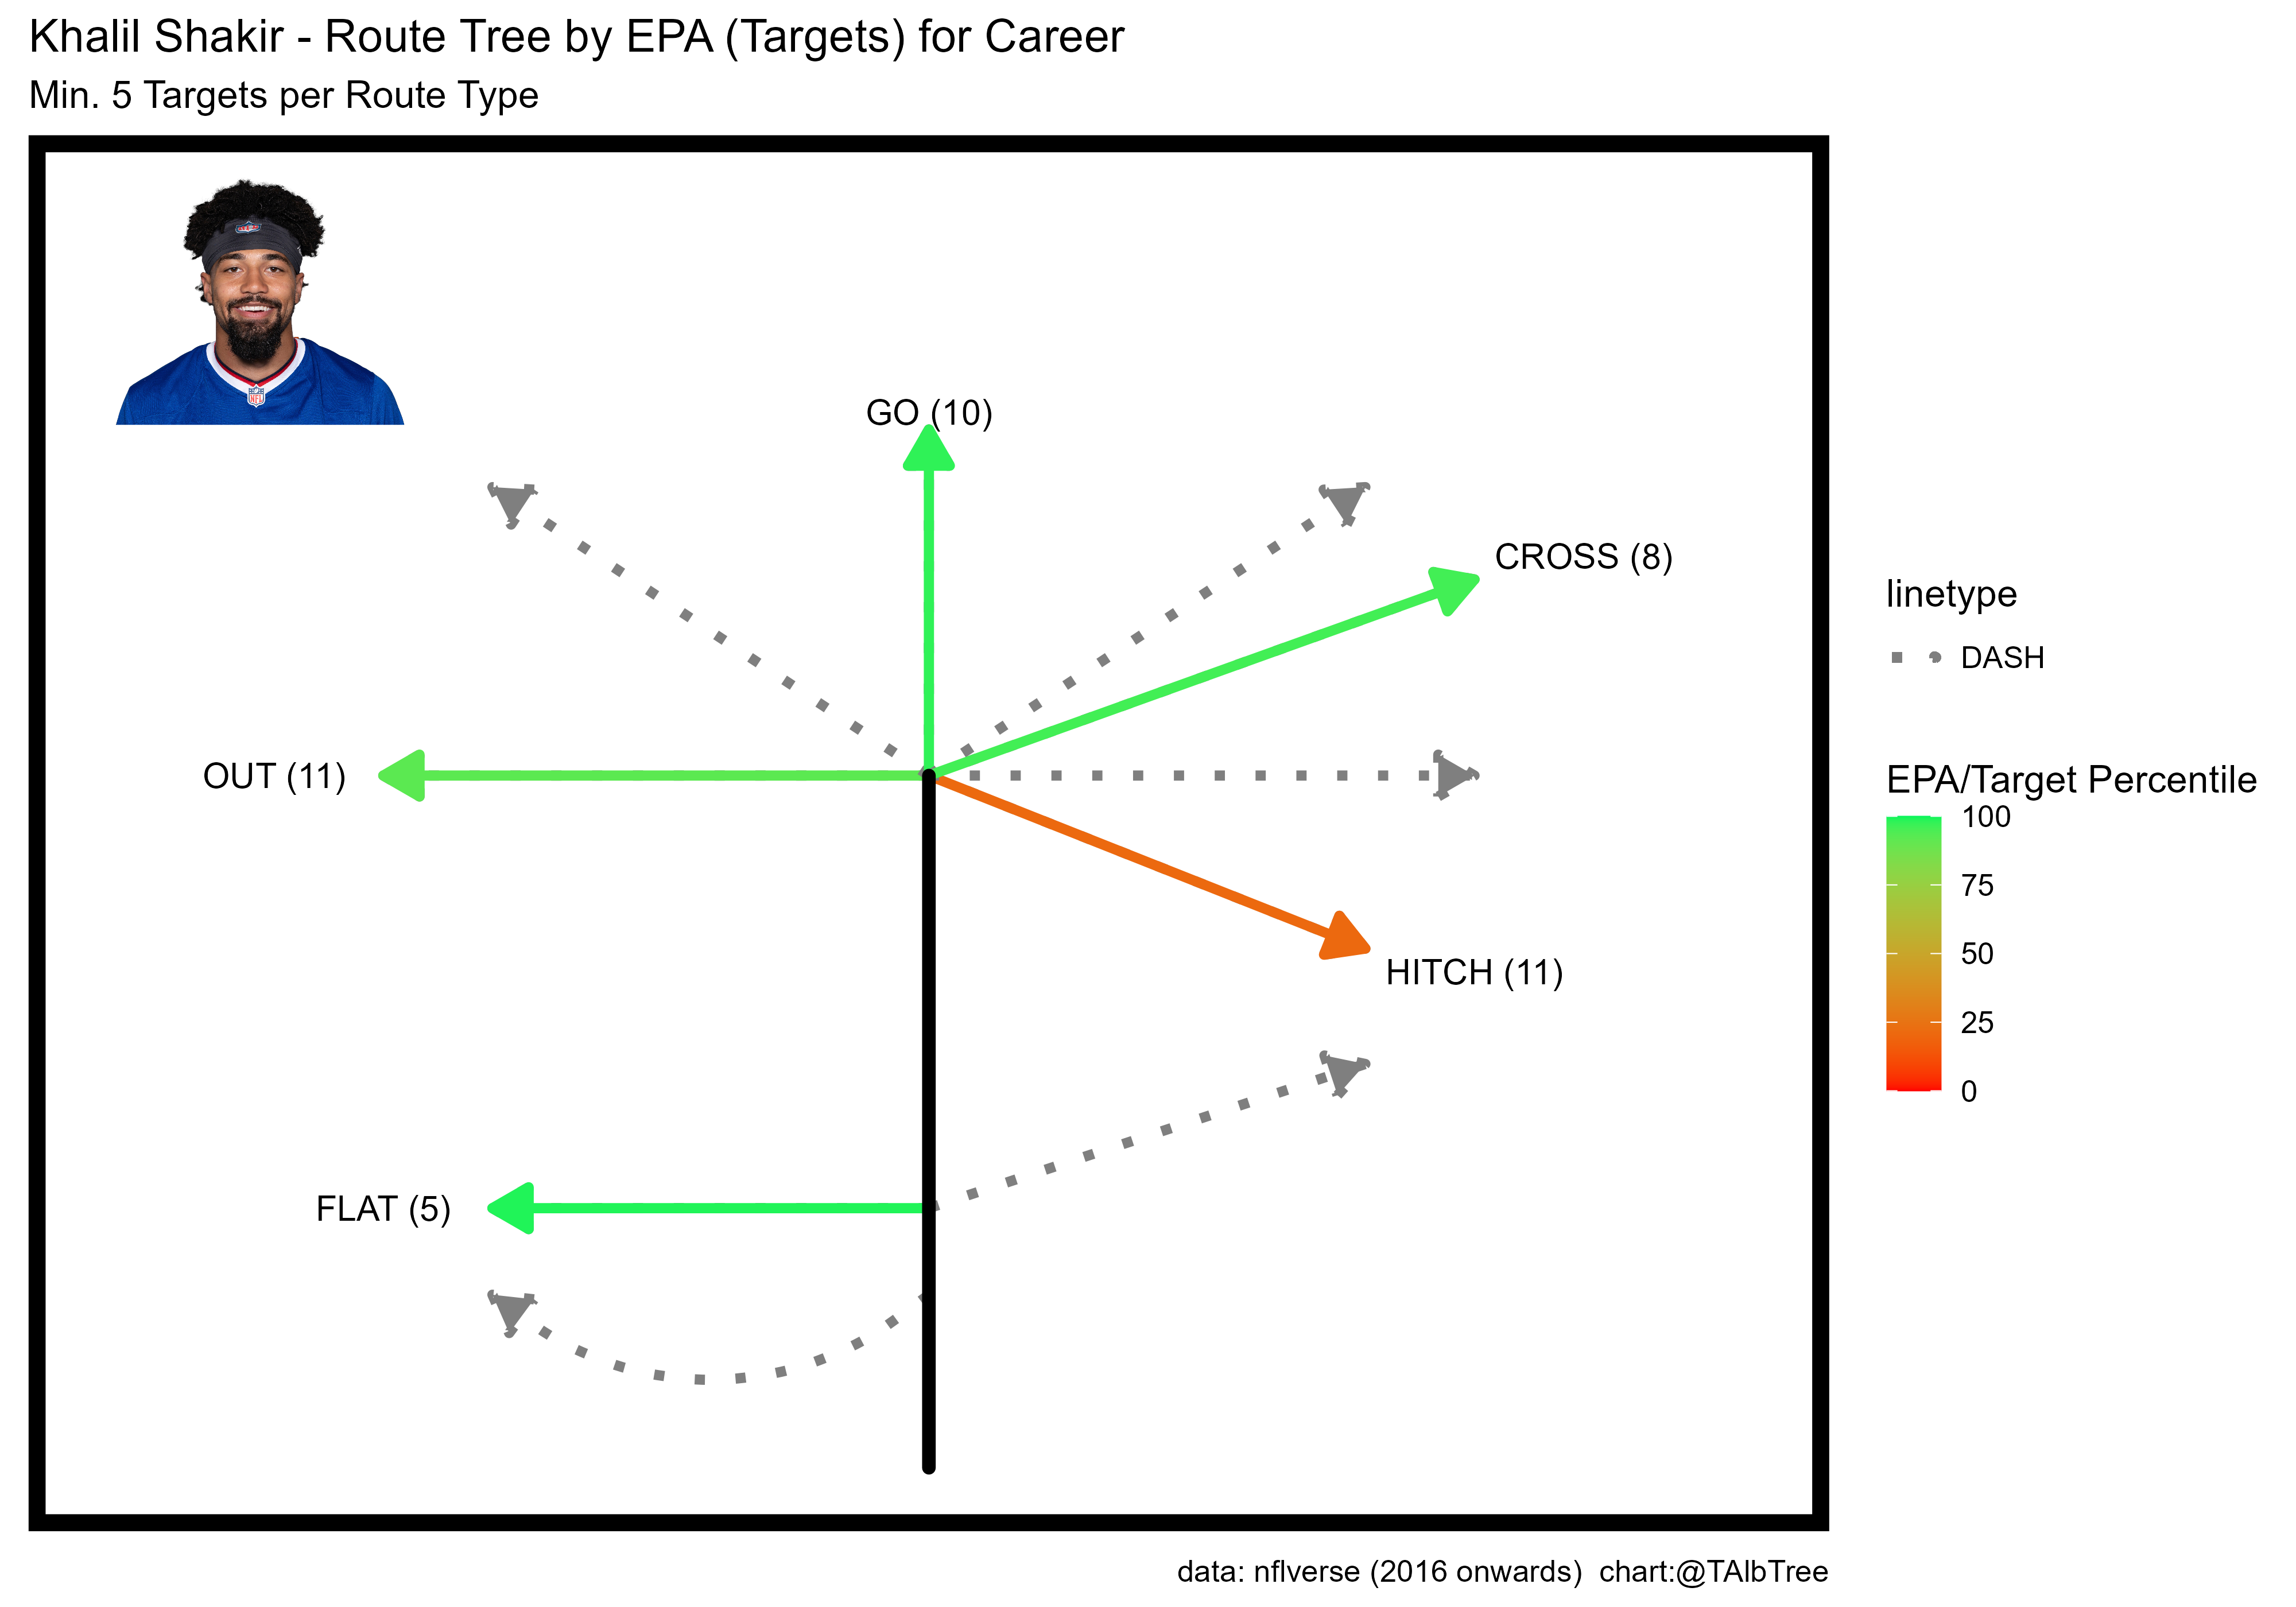 Khalil Shakir - Route Tree by EPA (Targets) for Career
Min. 5 Targets per Route Type
GO (10)
CROSS (8)
OUT (11)
HITCH (11)
FLAT (5)
linetype
DASH
EPA/Target Percentile
100
75
50
25
0
data: nflverse (2016 onwards)  chart:@TAlbTree